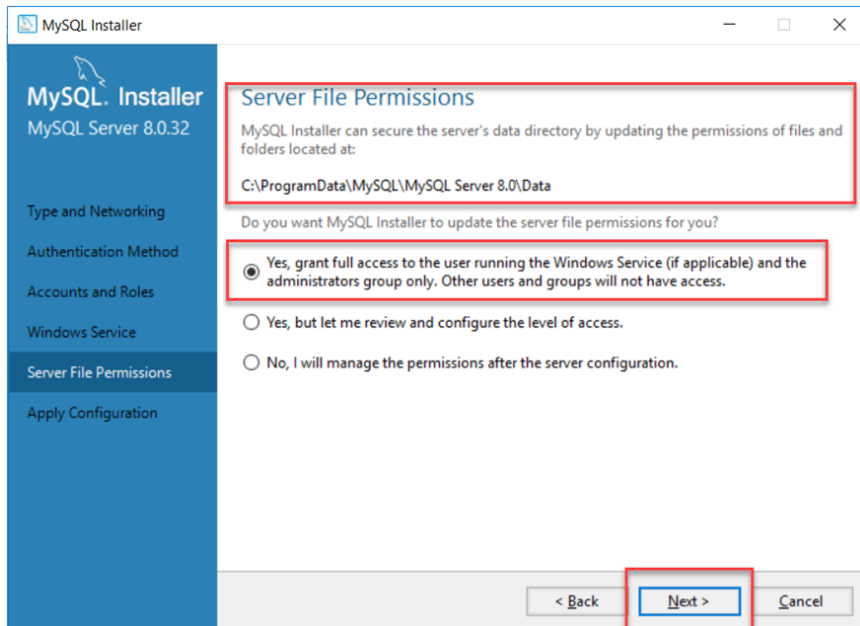 MySQL Installer
MySQL. Installer
MySQL Server 8.0.32
Type and Networking
Authentication Method
Accounts and Roles
Windows Service
Server File Permissions
Apply Configuration
Server File Permissions
MySQL Installer can secure the server's data directory by updating the permissions of files and
folders located at:
C:\ProgramData\MySQL\MySQL Server 8.0\Data
Do you want MySQL Installer to update the server file permissions for you?
Yes, grant full access to the user running the Windows Service (if applicable) and the
administrators group only. Other users and groups will not have access.
Yes, but let me review and configure the level of access.
No, I will manage the permissions after the server configuration.
< Back
Next >
Cancel